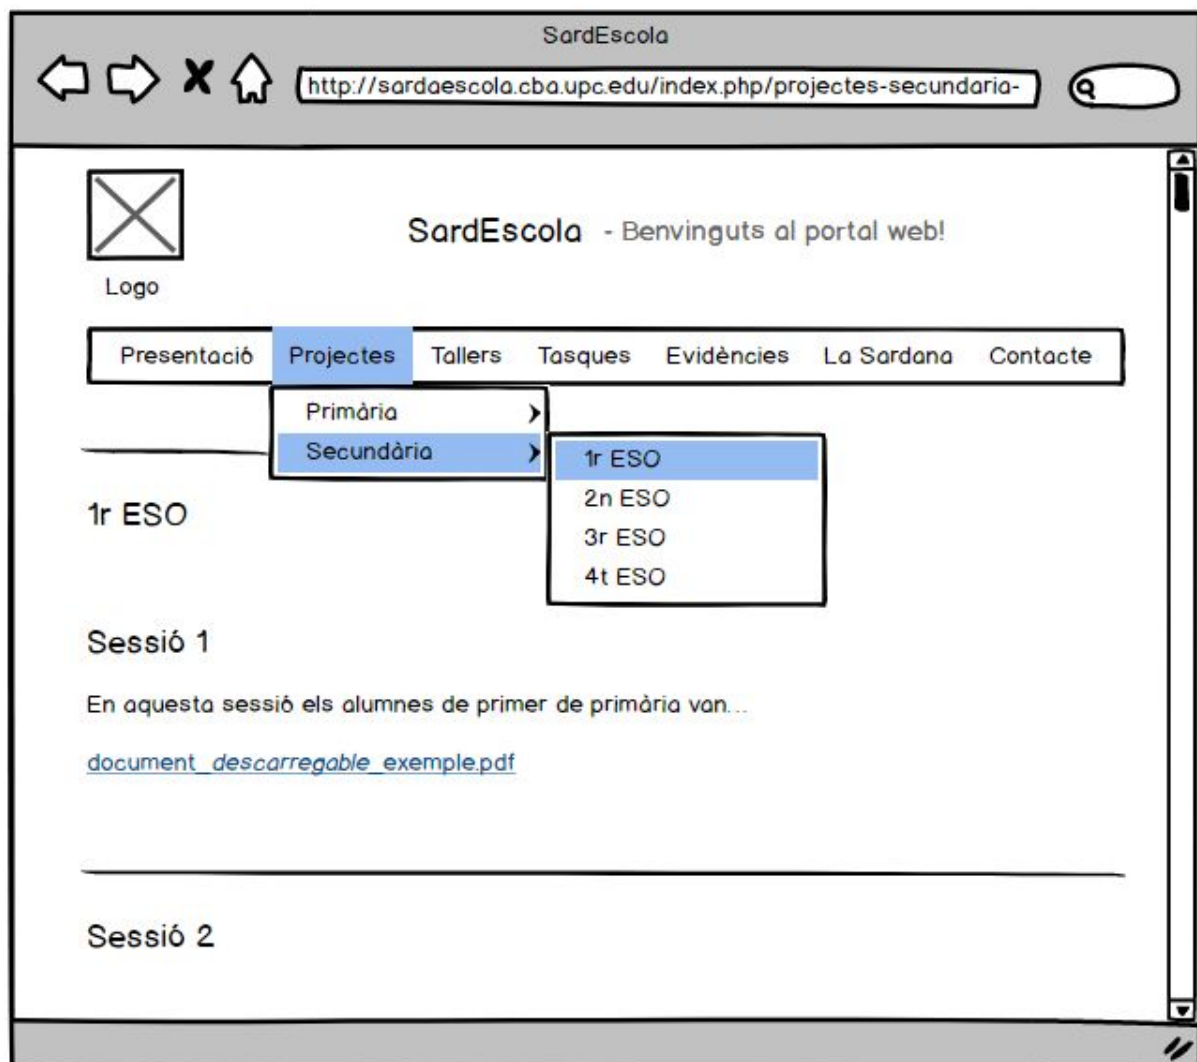 SardEscola
http://sardaescola.cba.upc.edu/index.php/projectes-secundaria-
SardEscola - Benvinguts al portal web!
Logo
Presentació Projectes Tallers Tasques Evidències La Sardana Contacte
Primària
Secundària
1r ESO
2n ESO
3r ESO
4t ESO
1r ESO
Sessió 1
En aquesta sessió els alumnes de primer de primària van...
document_descarregable_exemple.pdf
Sessió 2